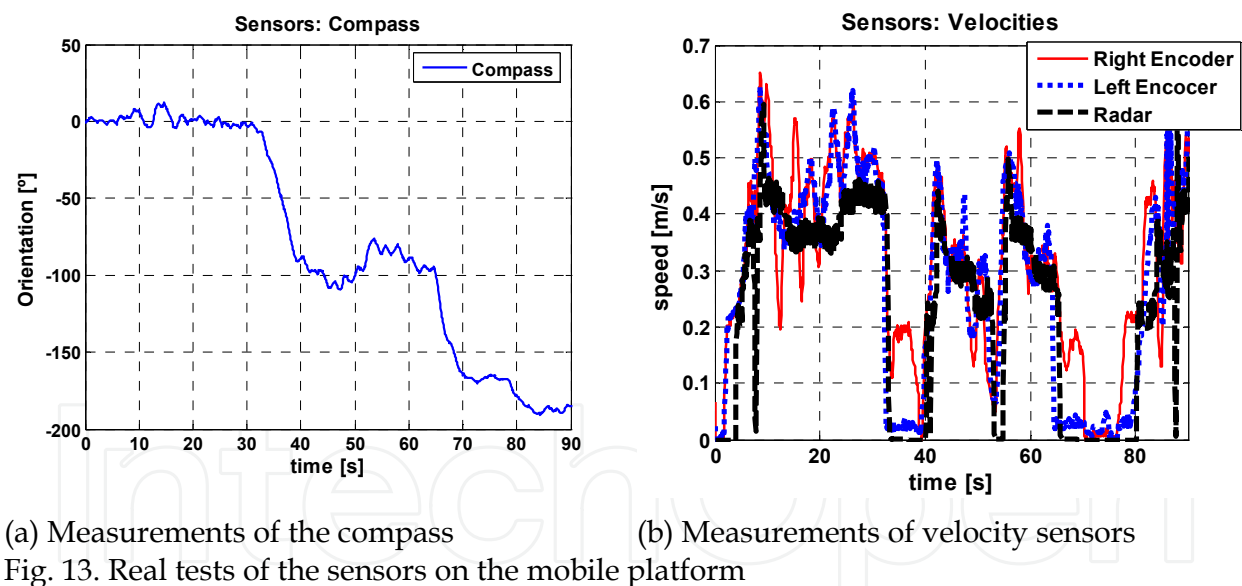 Sensors: Compass
50
0
-50
-100
-150
-200
Orientation [º]
Compass
0 10 20 30 40 50 60 70 80 90
time [s]
Sensors: Velocities
0.7
0.6
0.5
0.4
0.3
0.2
0.1
0
speed [m/s]
Right Encoder
Left Encocer
Radar
0 20 40 60 80
time [s]
IntechOpen
(a) Measurements of the compass (b) Measurements of velocity sensors
Fig. 13. Real tests of the sensors on the mobile platform